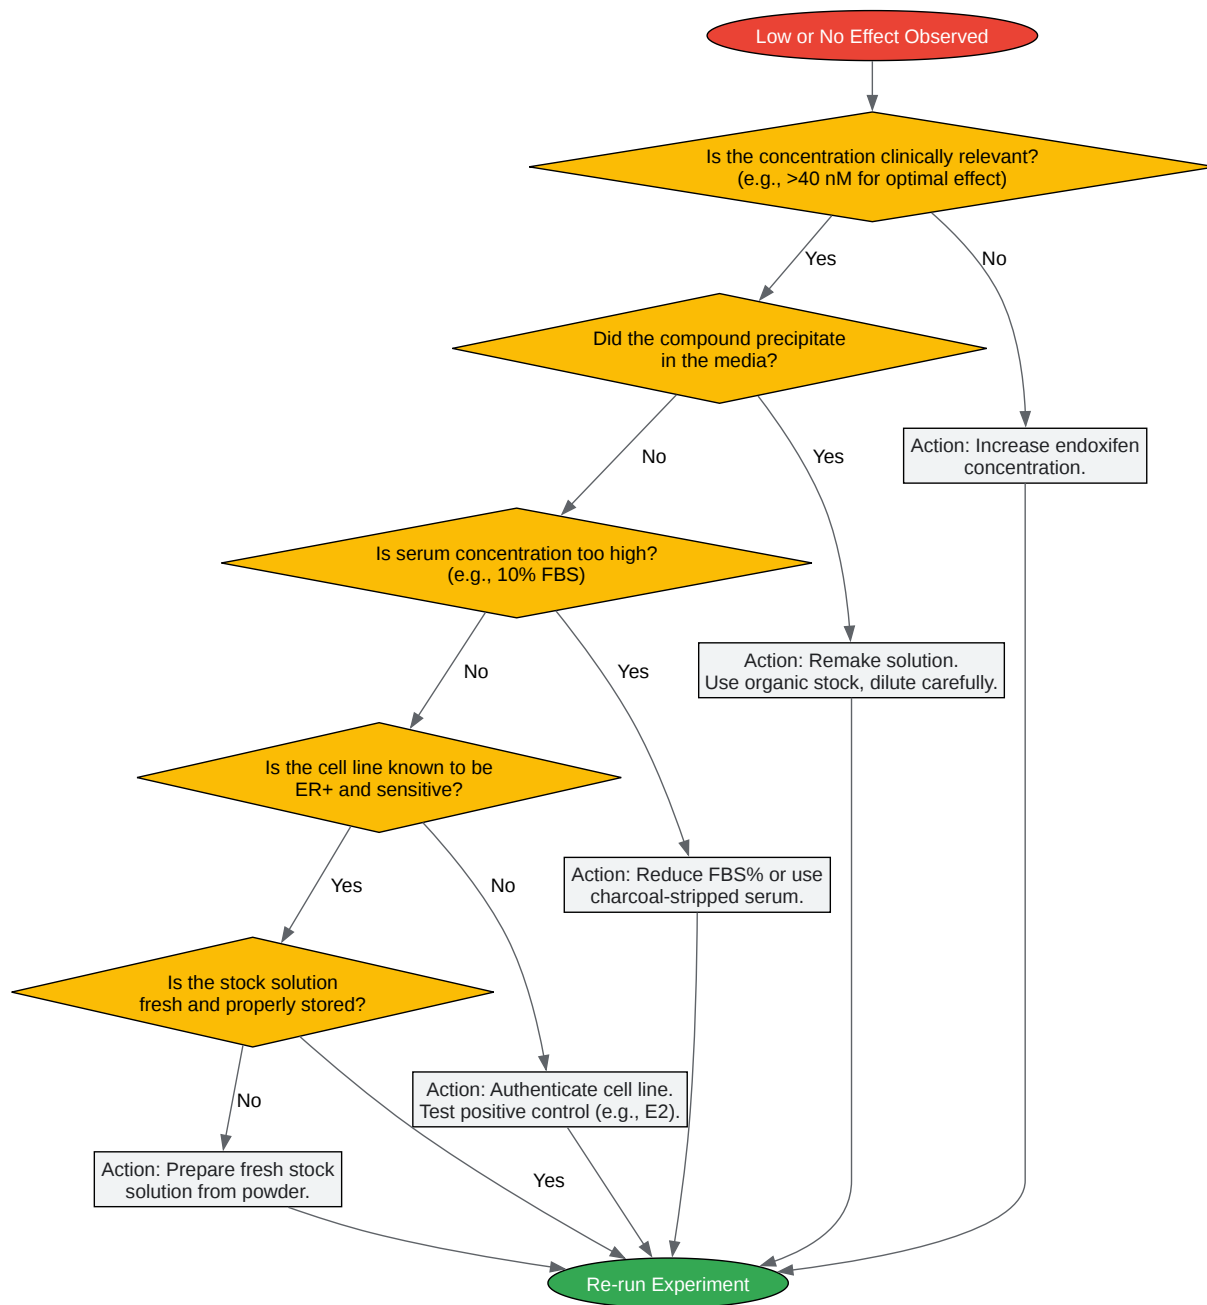 Low or No Effect Observed
Is the concentration clinically relevant?
(e.g., >40 nM for optimal effect)
Yes
No
Did the compound precipitate
in the media?
No
Yes
Action: Increase endoxifen
concentration.
Is serum concentration too high?
(e.g., 10% FBS)
No
Yes
Action: Remake solution.
Use organic stock, dilute carefully.
Is the cell line known to be
ER+ and sensitive?
Yes
No
Action: Reduce FBS% or use
charcoal-stripped serum.
Is the stock solution
fresh and properly stored?
No
Yes
Action: Authenticate cell line.
Test positive control (e.g., E2).
Action: Prepare fresh stock
solution from powder.
Re-run Experiment